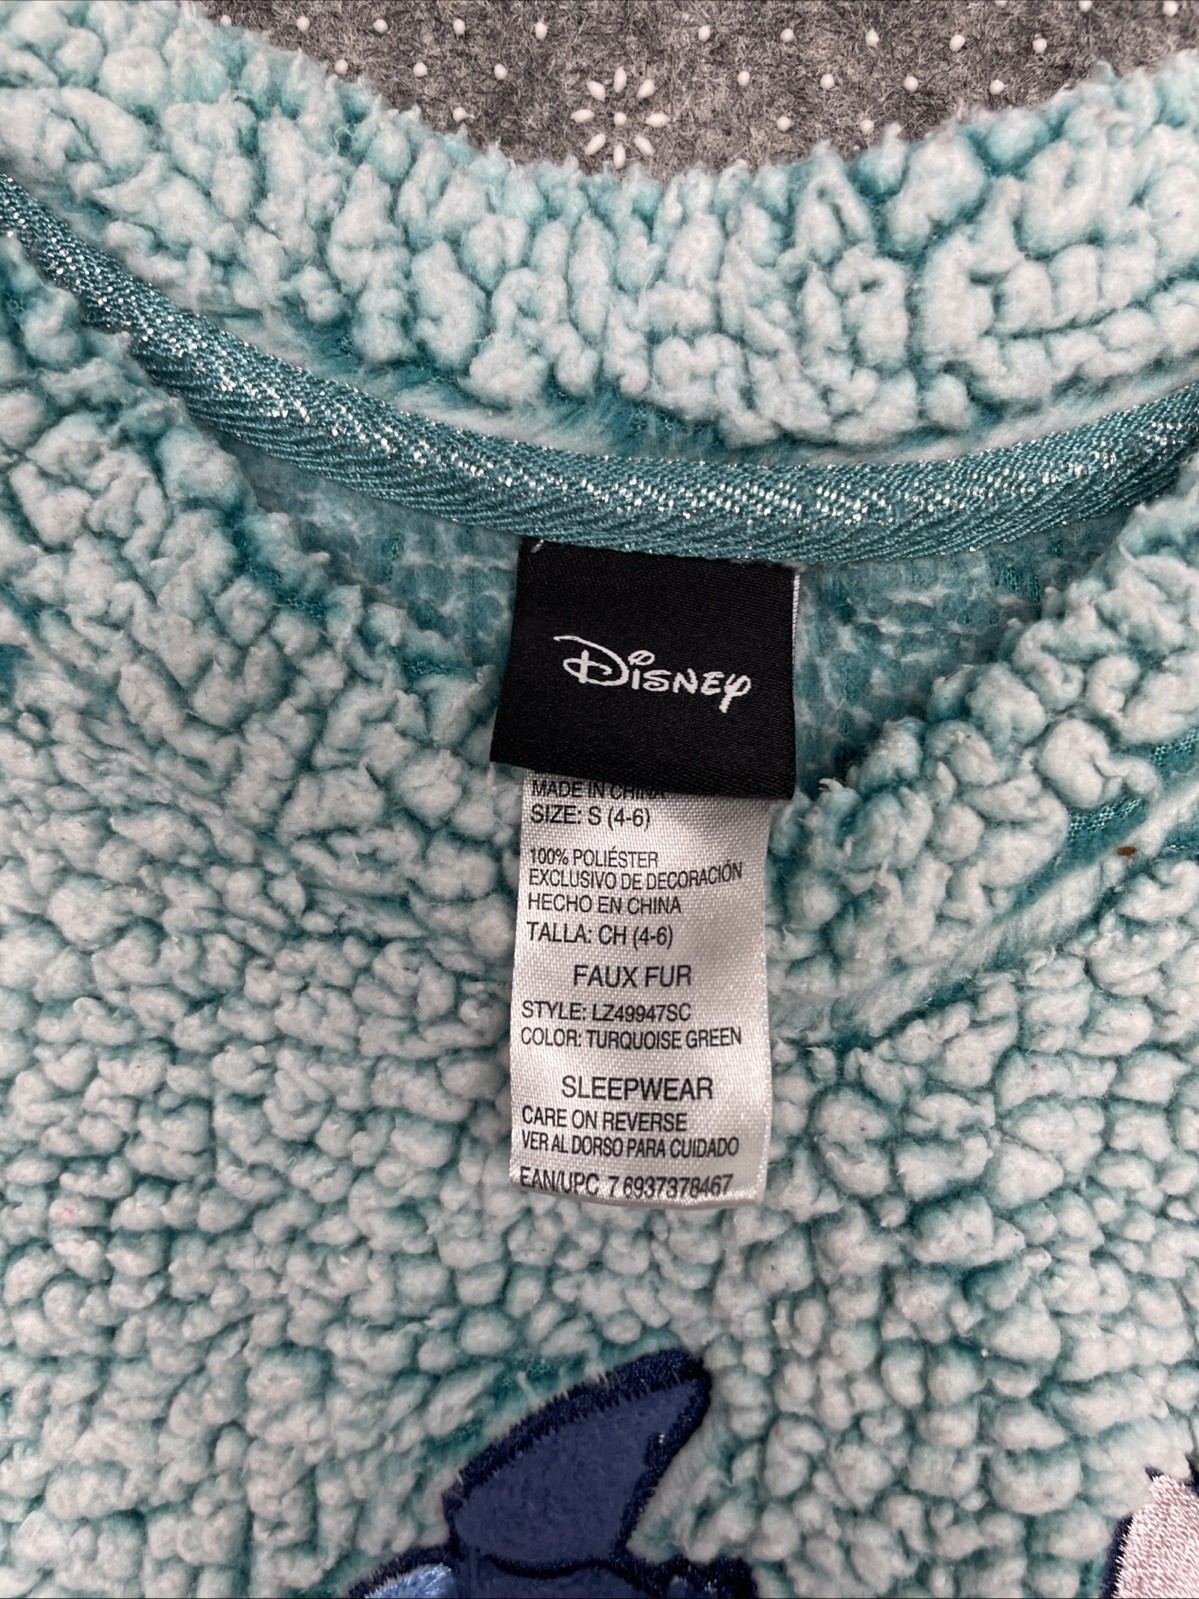 Disney
MADE IN CHINA
SIZE: S (4-6)
100% POLIÉSTER
EXCLUSIVO DE DECORACIÓN
HECHO EN CHINA
TALLA: CH (4-6)
FAUX FUR
STYLE: LZ49947SC
COLOR: TURQUOISE GREEN
SLEEPWEAR
CARE ON REVERSE
VER AL DORSO PARA CUIDADO
EAN/UPC 7 6937378467